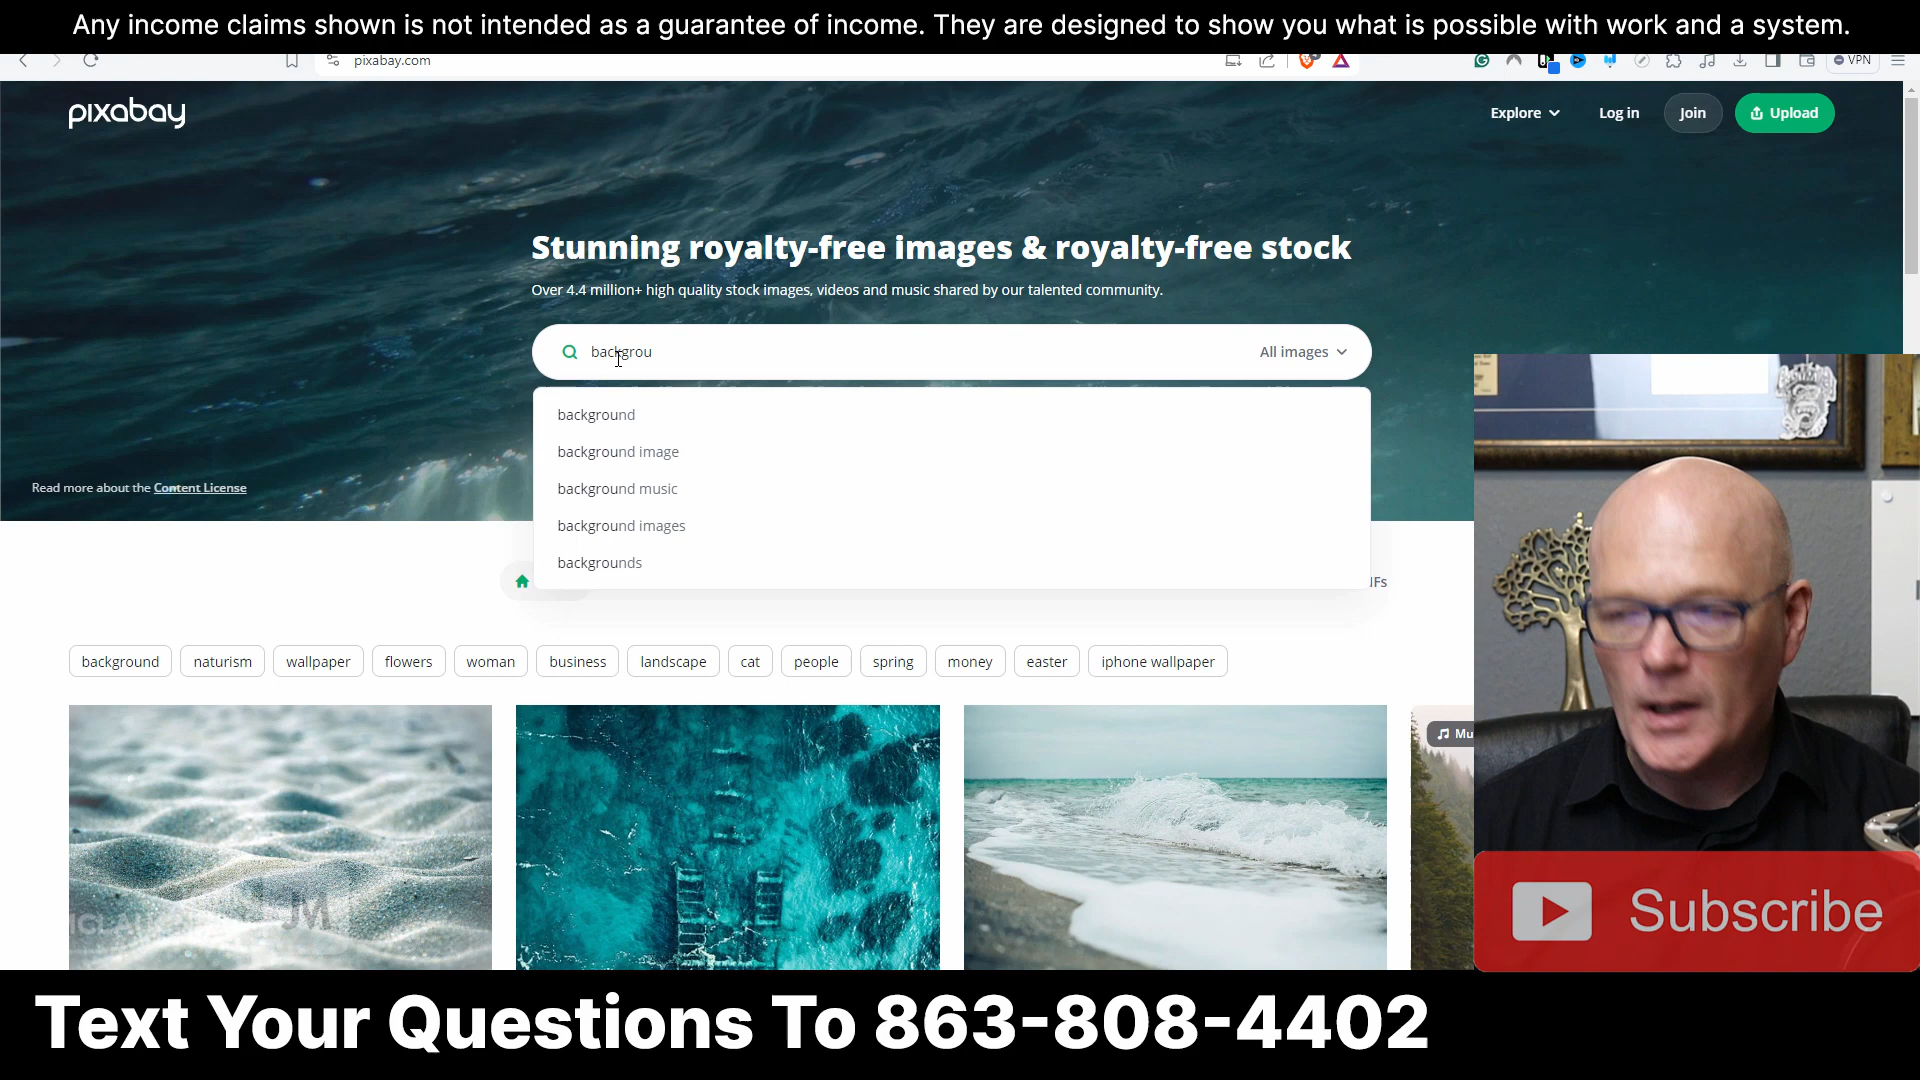 Any income claims shown is not intended as a guarantee of income. They are designed to show you what is possible with work and a system.
pixabay.com
VPN
pixabay
Explore
Log in
Join
Upload
Stunning royalty-free images & royalty-free stock
Over 4.4 million+ high quality stock images, videos and music shared by our talented community.
backgrou
All images
background
background image
background music
background images
backgrounds
Read more about the Content License
IFs
background
naturism
wallpaper
flowers
woman
business
landscape
cat
people
spring
money
easter
iphone wallpaper
Mu
JM
Subscribe
Text Your Questions To 863-808-4402